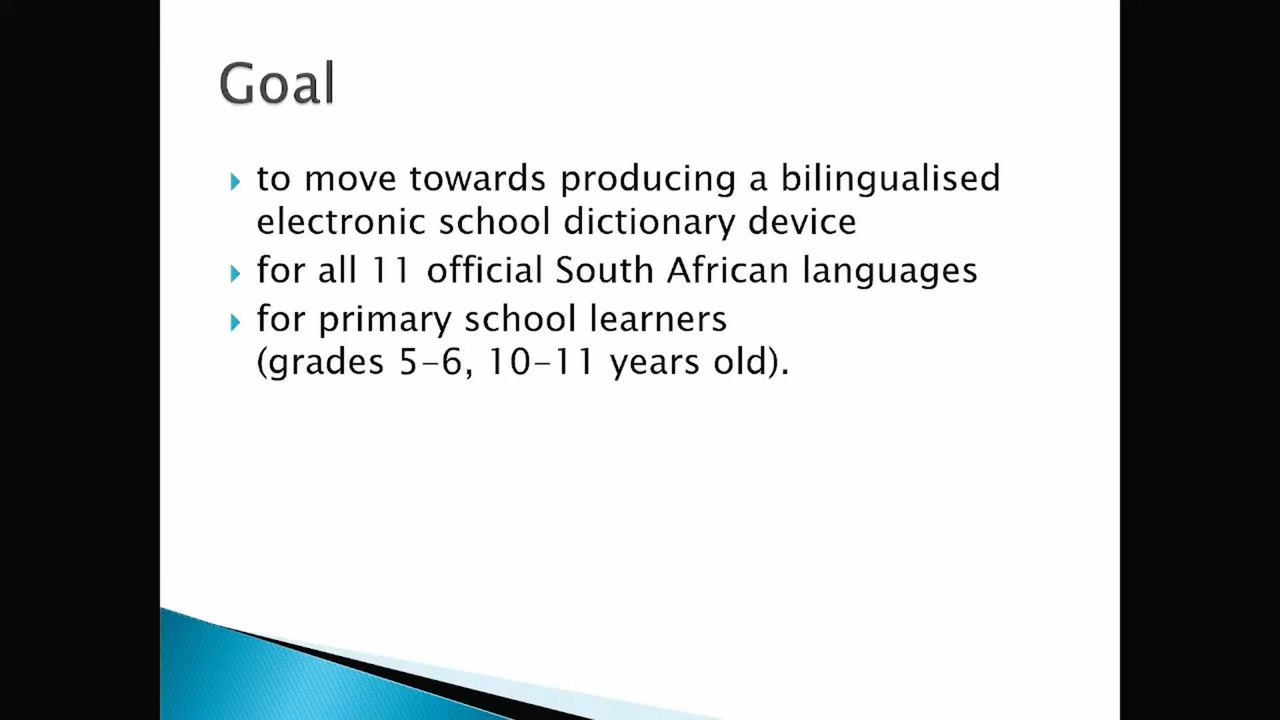 Goal
to move towards producing a bilingualised
electronic school dictionary device
for all 11 official South African languages
for primary school learners
(grades 5–6, 10–11 years old).